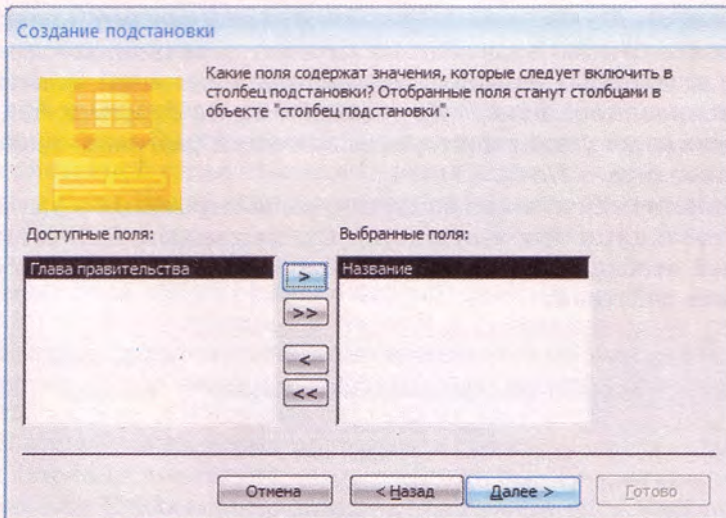 Создание подстановки
Какие поля содержат значения, которые следует включить в
столбец подстановки? Отобранные поля станут столбцами в
объекте "столбец подстановки".
Доступные поля:
Выбранные поля:
Глава правительства
>
Название
>>
<
<<
Отмена
< Назад
Далее >
Готово